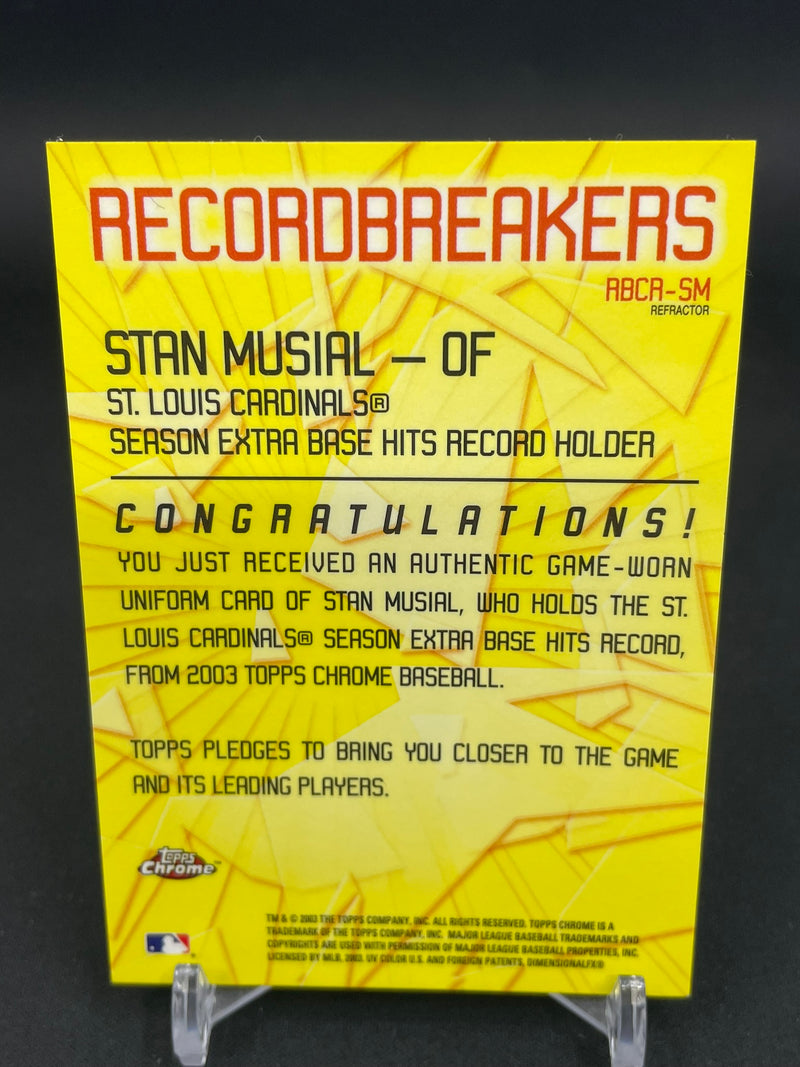 RECORDBREAKERS
RBCR-SM
REFRACTOR
STAN MUSIAL – OF
ST. LOUIS CARDINALS®
SEASON EXTRA BASE HITS RECORD HOLDER
CONGRATULATIONS!
YOU JUST RECEIVED AN AUTHENTIC GAME-WORN
UNIFORM CARD OF STAN MUSIAL, WHO HOLDS THE ST.
LOUIS CARDINALS® SEASON EXTRA BASE HITS RECORD,
FROM 2003 TOPPS CHROME BASEBALL.
TOPPS PLEDGES TO BRING YOU CLOSER TO THE GAME
AND ITS LEADING PLAYERS.
Topps
Chrome™
TM & © 2003 THE TOPPS COMPANY, INC. ALL RIGHTS RESERVED. TOPPS CHROME IS A
TRADEMARK OF THE TOPPS COMPANY, INC. MAJOR LEAGUE BASEBALL TRADEMARKS AND
COPYRIGHTS ARE USED WITH PERMISSION OF MAJOR LEAGUE BASEBALL PROPERTIES, INC.
LICENSED BY MLB, 2003. UV COLOR U.S. AND FOREIGN PATENTS, DIMENSIONALFX®